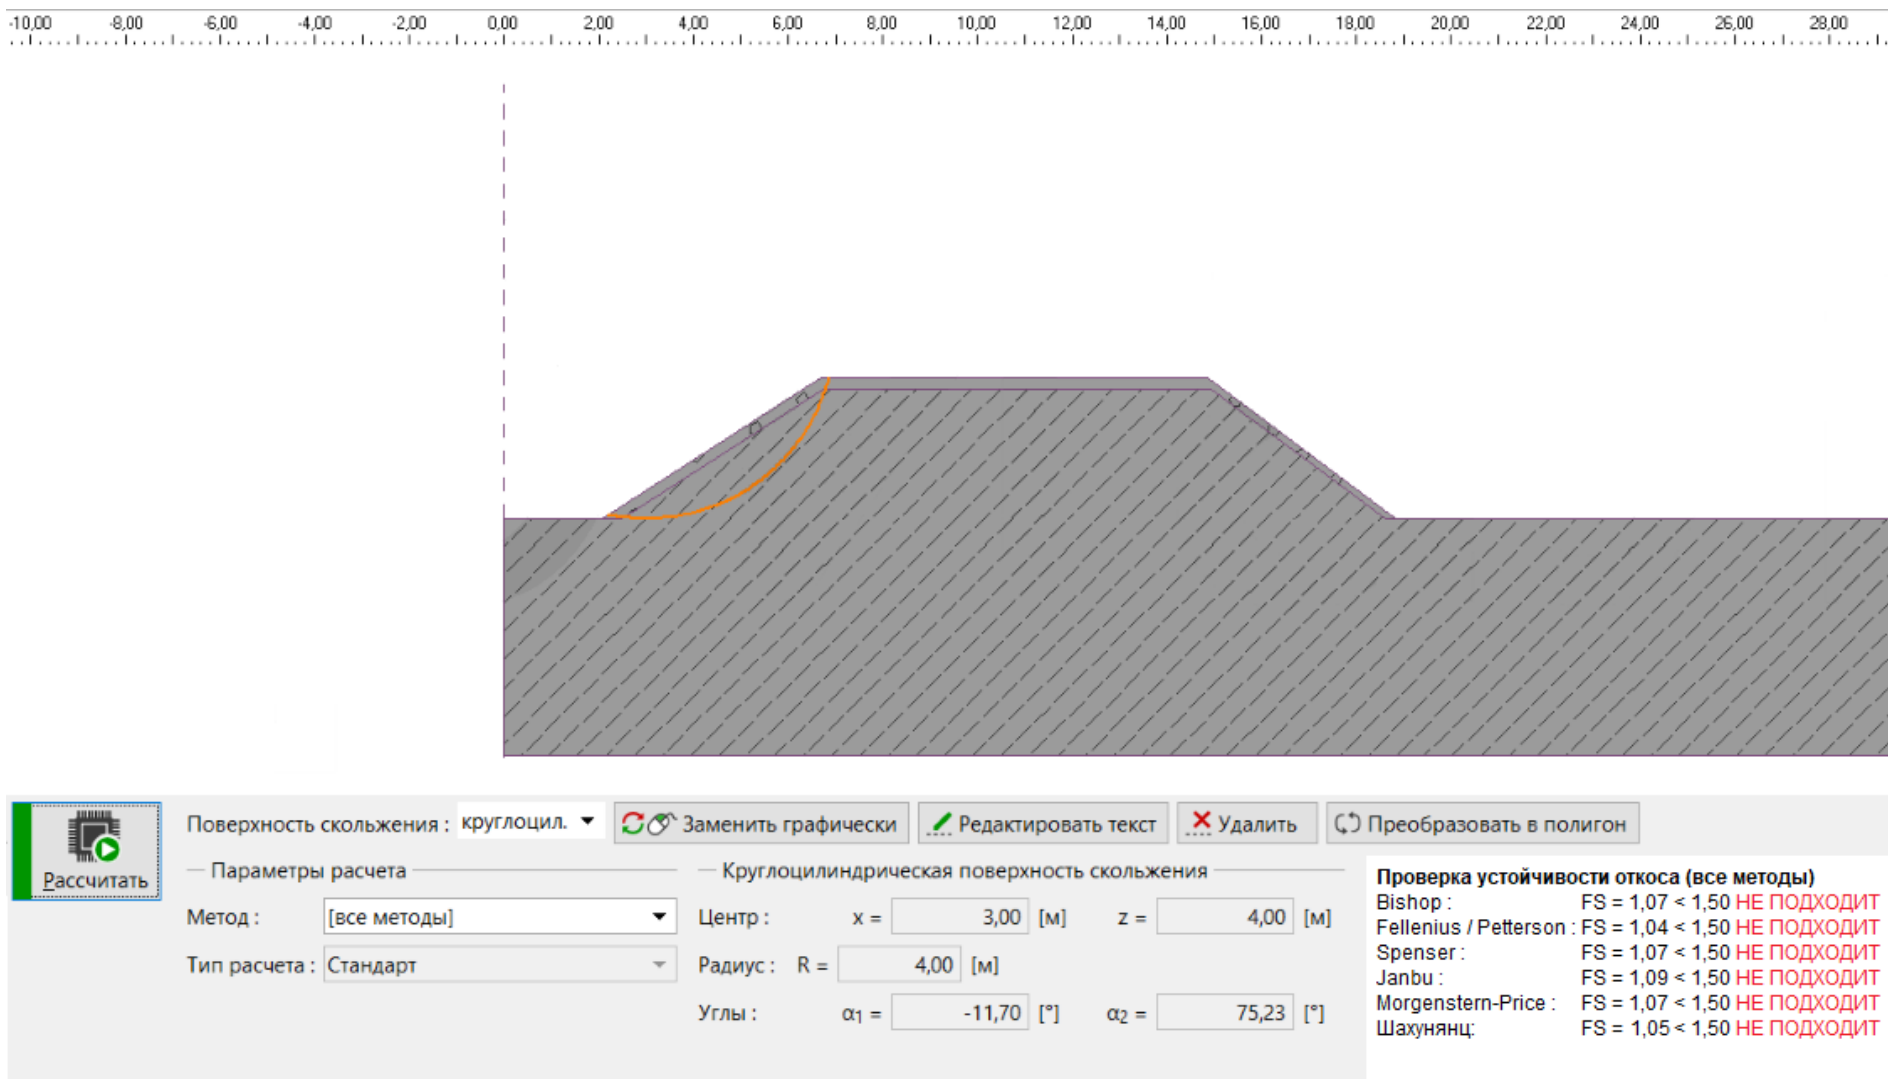 -10,00 -8,00 -6,00 -4,00 -2,00 0,00 2,00 4,00 6,00 8,00 10,00 12,00 14,00 16,00 18,00 20,00 22,00 24,00 26,00 28,00
Рассчитать
Поверхность скольжения : круглоцил. Заменить графически Редактировать текст Удалить Преобразовать в полигон
Параметры расчета
Метод : [все методы]
Тип расчета : Стандарт
Круглоцилиндрическая поверхность скольжения
Центр : x = 3,00 [м] z = 4,00 [м]
Радиус : R = 4,00 [м]
Углы : α1 = -11,70 [°] α2 = 75,23 [°]
Проверка устойчивости откоса (все методы)
Bishop : FS = 1,07 < 1,50 НЕ ПОДХОДИТ
Fellenius / Petterson : FS = 1,04 < 1,50 НЕ ПОДХОДИТ
Spenser : FS = 1,07 < 1,50 НЕ ПОДХОДИТ
Janbu : FS = 1,09 < 1,50 НЕ ПОДХОДИТ
Morgenstern-Price : FS = 1,07 < 1,50 НЕ ПОДХОДИТ
Шахунянц: FS = 1,05 < 1,50 НЕ ПОДХОДИТ